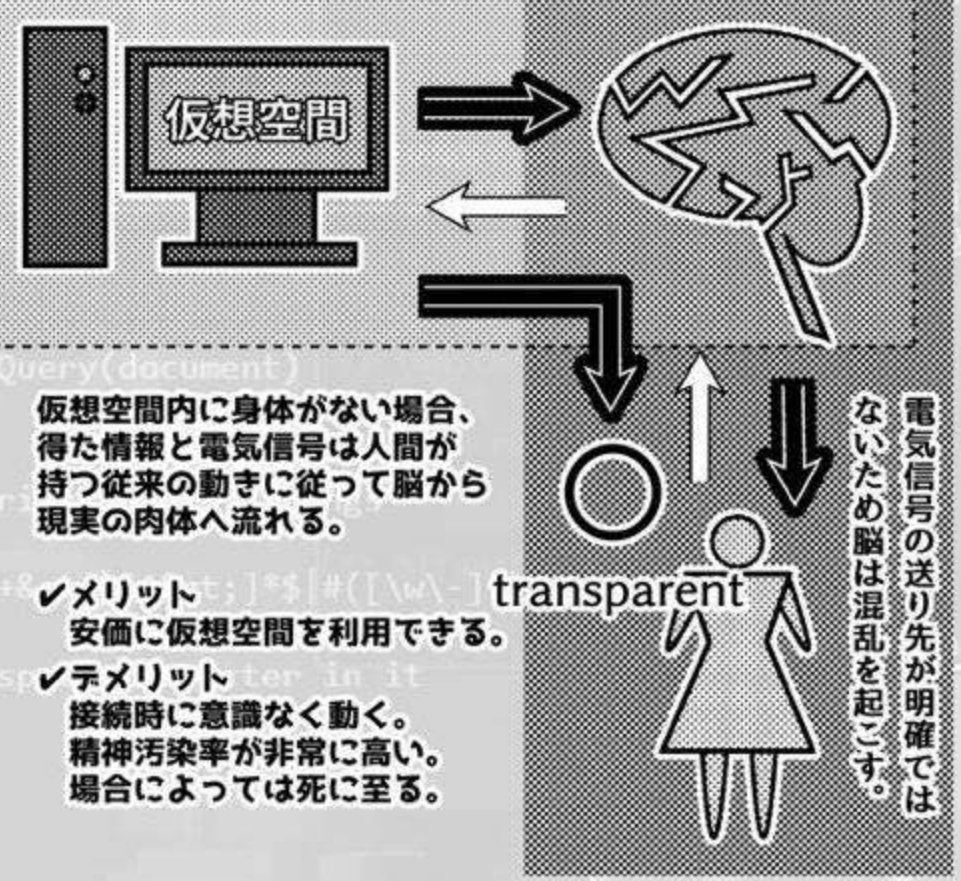 仮想空間
Query(document)
仮想空間内に身体がない場合、
得た情報と電気信号は人間が
持つ従来の動きに従って脳から
現実の肉体へ流れる。
✓メリット
安価に仮想空間を利用できる。
✓デメリット
接続時に意識なく動く。
精神汚染率が非常に高い。
場合によっては死に至る。
transparent
電気信号の送り先が明確では
ないため脳は混乱を起こす。
;]*$|#([\w\-]
ter in it